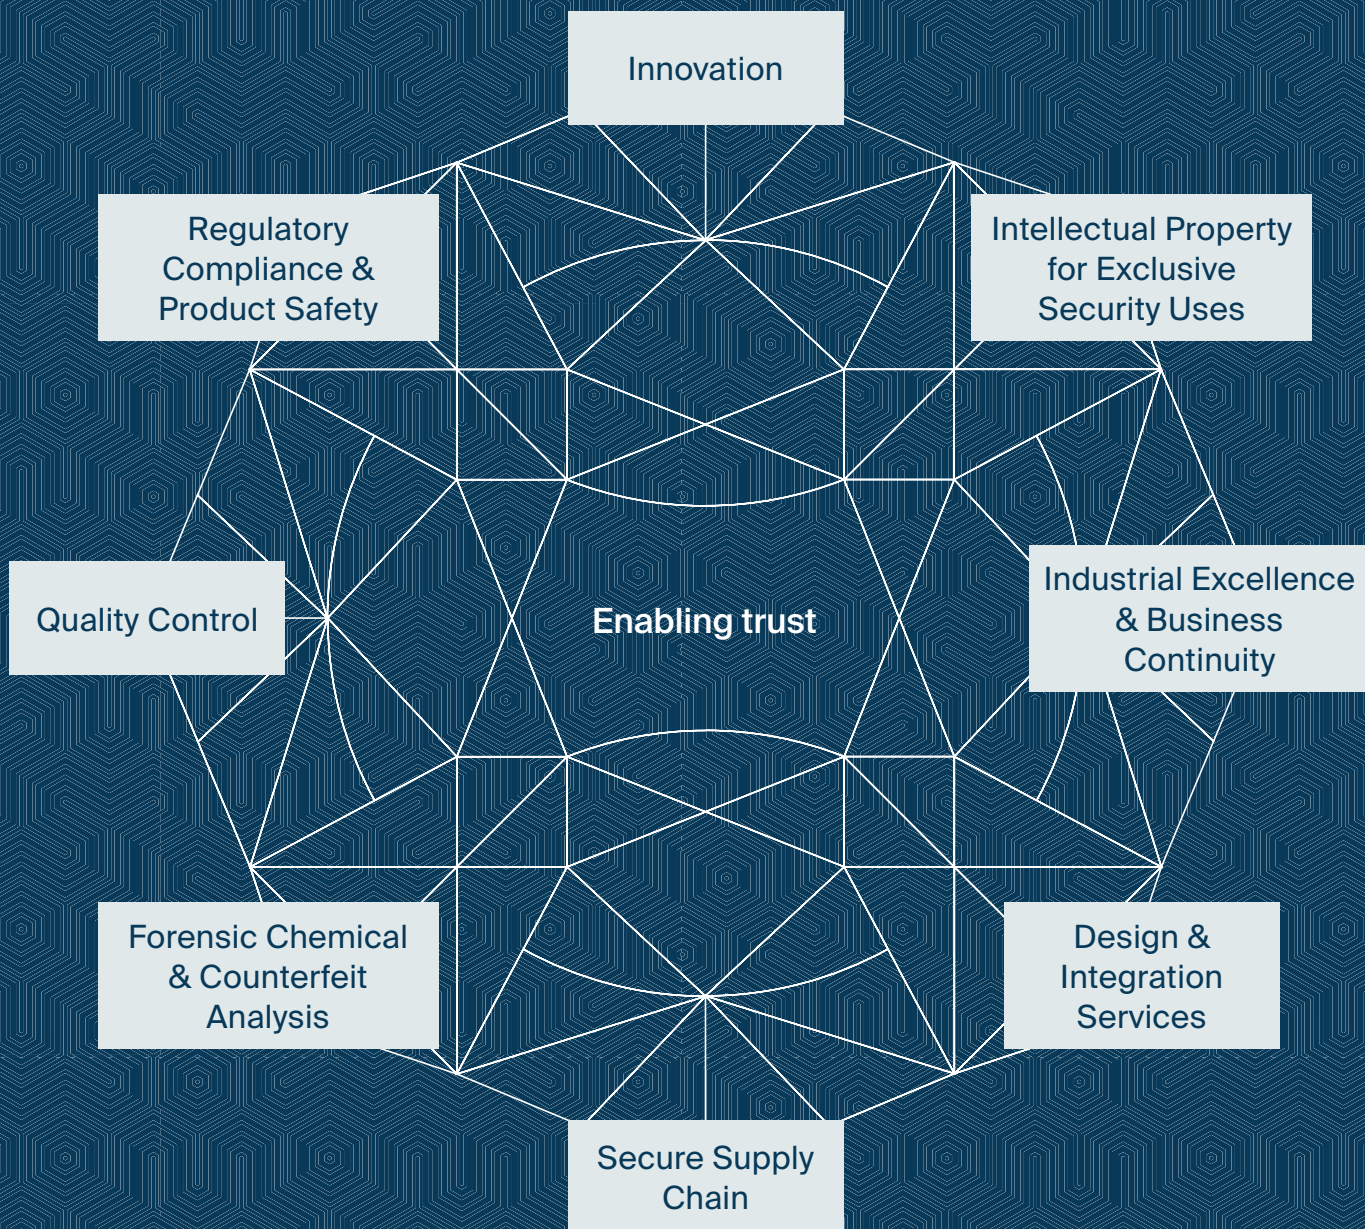 Innovation
Regulatory
Compliance &
Product Safety
Intellectual Property
for Exclusive
Security Uses
Quality Control
Enabling trust
Industrial Excellence
& Business
Continuity
Forensic Chemical
& Counterfeit
Analysis
Design &
Integration
Services
Secure Supply
Chain